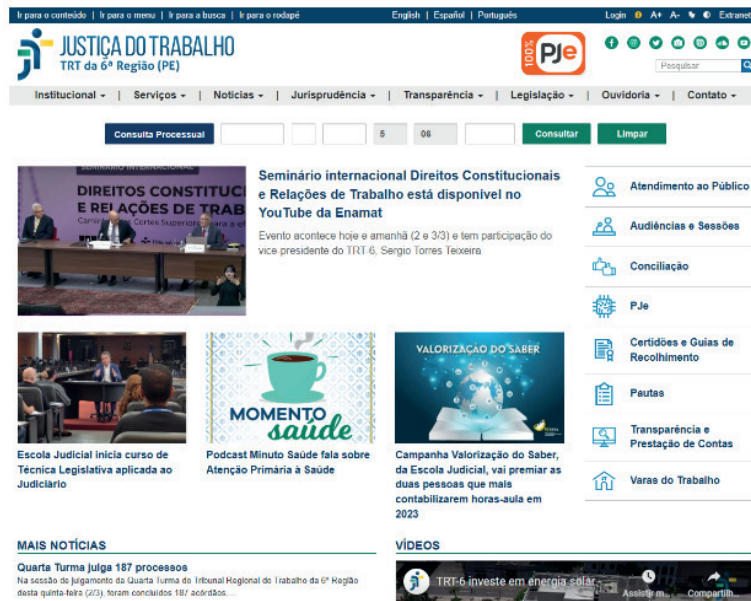 Ir para o conteúdo | Ir para o menu | Ir para a busca | Ir para o rodapé
English | Español | Português
Login A+ A- Extranet
JUSTIÇA DO TRABALHO
TRT da 6ª Região (PE)
100% PJe
Pesquisar
Institucional | Serviços | Notícias | Jurisprudência | Transparência | Legislação | Ouvidoria | Contato
Consulta Processual 5 06 Consultar Limpar
SEMINÁRIO INTERNACIONAL
DIREITOS CONSTITUCI
E RELAÇÕES DE TRAB
Seminário internacional Direitos Constitucionais
e Relações de Trabalho está disponível no
YouTube da Enamat
Evento acontece hoje e amanhã (2 e 3/3) e tem participação do
vice presidente do TRT-6, Sergio Torres Teixeira
Atendimento ao Público
Audiências e Sessões
Conciliação
PJe
Certidões e Guias de
Recolhimento
Pautas
Transparência e
Prestação de Contas
Varas do Trabalho
Escola Judicial inicia curso de
Técnica Legislativa aplicada ao
Judiciário
MOMENTO
saúde
Podcast Minuto Saúde fala sobre
Atenção Primária à Saúde
VALORIZAÇÃO DO SABER
Campanha Valorização do Saber,
da Escola Judicial, vai premiar as
duas pessoas que mais
contabilizarem horas-aula em
2023
MAIS NOTÍCIAS
Quarta Turma julga 187 processos
Na sessão de julgamento da Quarta Turma do Tribunal Regional do Trabalho da 6ª Região
desta quinta-feira (2/3), foram concluídos 187 acórdãos....
VÍDEOS
TRT-6 investe em energia solar
Assistir m... Compartilh...